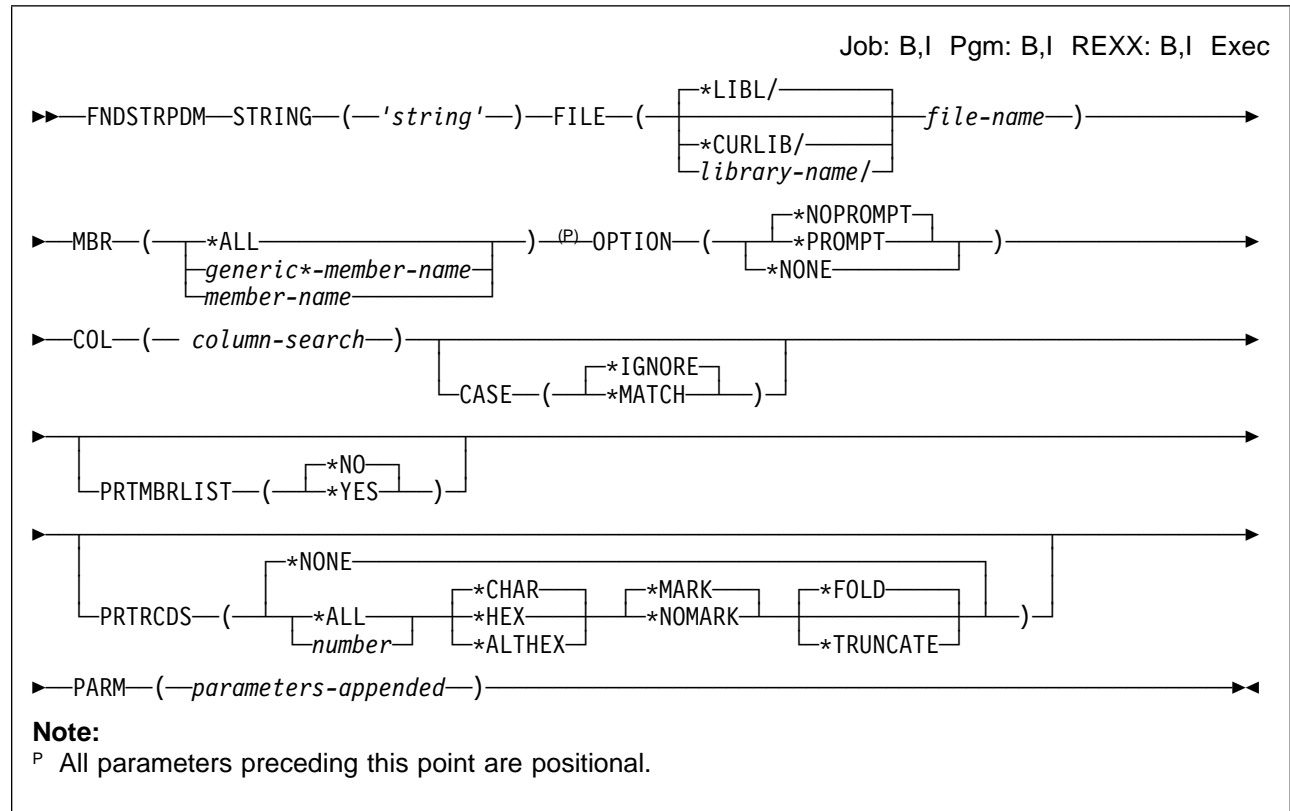 Job: B,I Pgm: B,I REXX: B,I Exec
*LIBL/
FNDSTRPDM STRING ( 'string' ) FILE ( file-name )
*CURLIB/
library-name/
*NOPROMPT
MBR ( *ALL ) (P) OPTION ( *PROMPT )
generic*-member-name *NONE
member-name
COL ( column-search )
*IGNORE
CASE ( *MATCH )
*NO
PRTMBRLIST ( *YES )
*NONE
*CHAR *MARK *FOLD
PRTRCDS ( *ALL *HEX *NOMARK )
number *ALTHEX *TRUNCATE
PARM ( parameters-appended )
Note:
P All parameters preceding this point are positional.